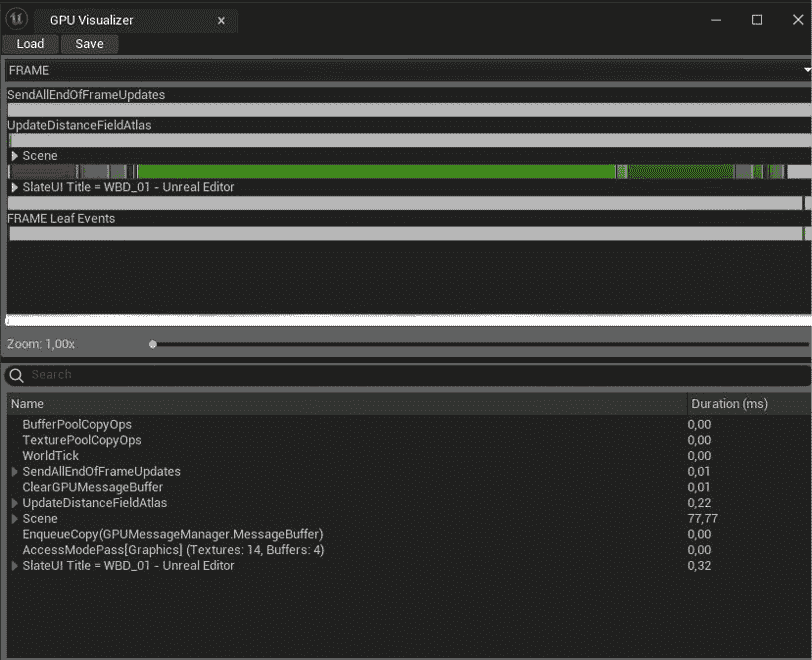 GPU Visualizer x
Load Save
FRAME
SendAllEndOfFrameUpdates
UpdateDistanceFieldAtlas
Scene
SlateUI Title = WBD_01 - Unreal Editor
FRAME Leaf Events
Zoom: 1,00x
Search
Name Duration (ms)
BufferPoolCopyOps 0,00
TexturePoolCopyOps 0,00
WorldTick 0,00
SendAllEndOfFrameUpdates 0,01
ClearGPUMessageBuffer 0,01
UpdateDistanceFieldAtlas 0,22
Scene 77,77
EnqueueCopy(GPUMessageManager.MessageBuffer) 0,00
AccessModePass[Graphics] (Textures: 14, Buffers: 4) 0,00
SlateUI Title = WBD_01 - Unreal Editor 0,32